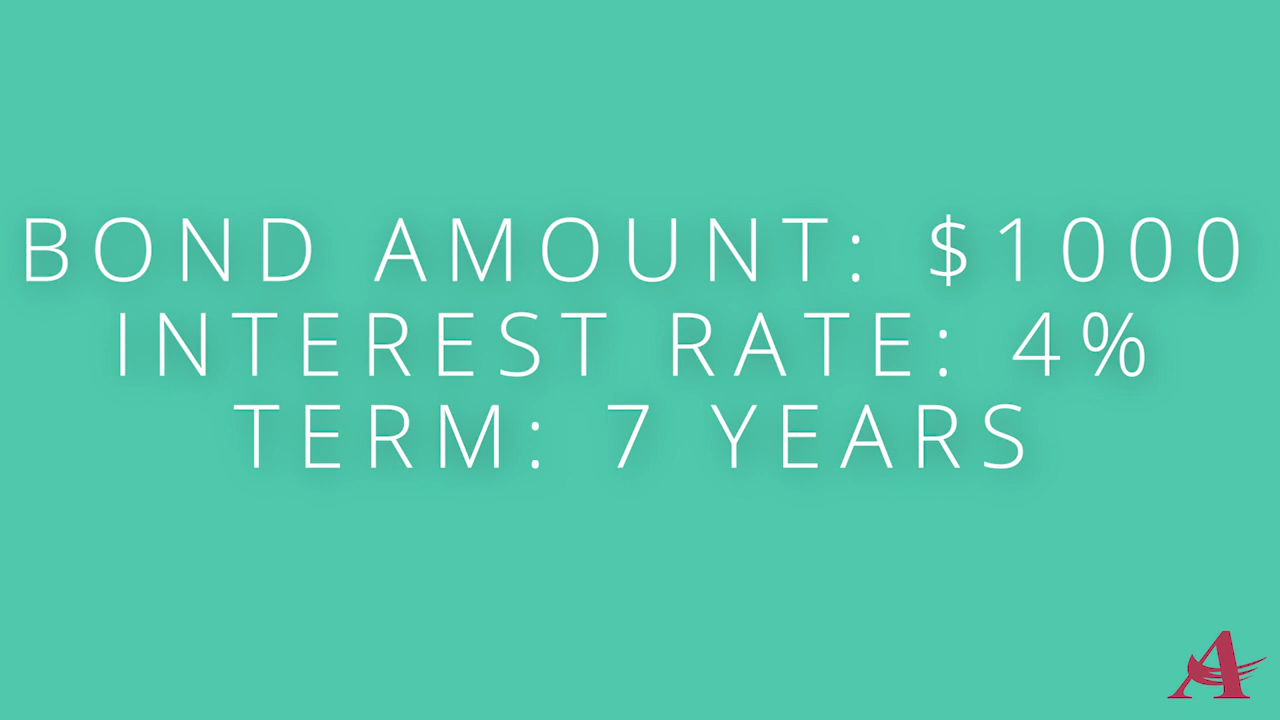 BOND AMOUNT: $1000
INTEREST RATE: 4%
TERM: 7 YEARS
A